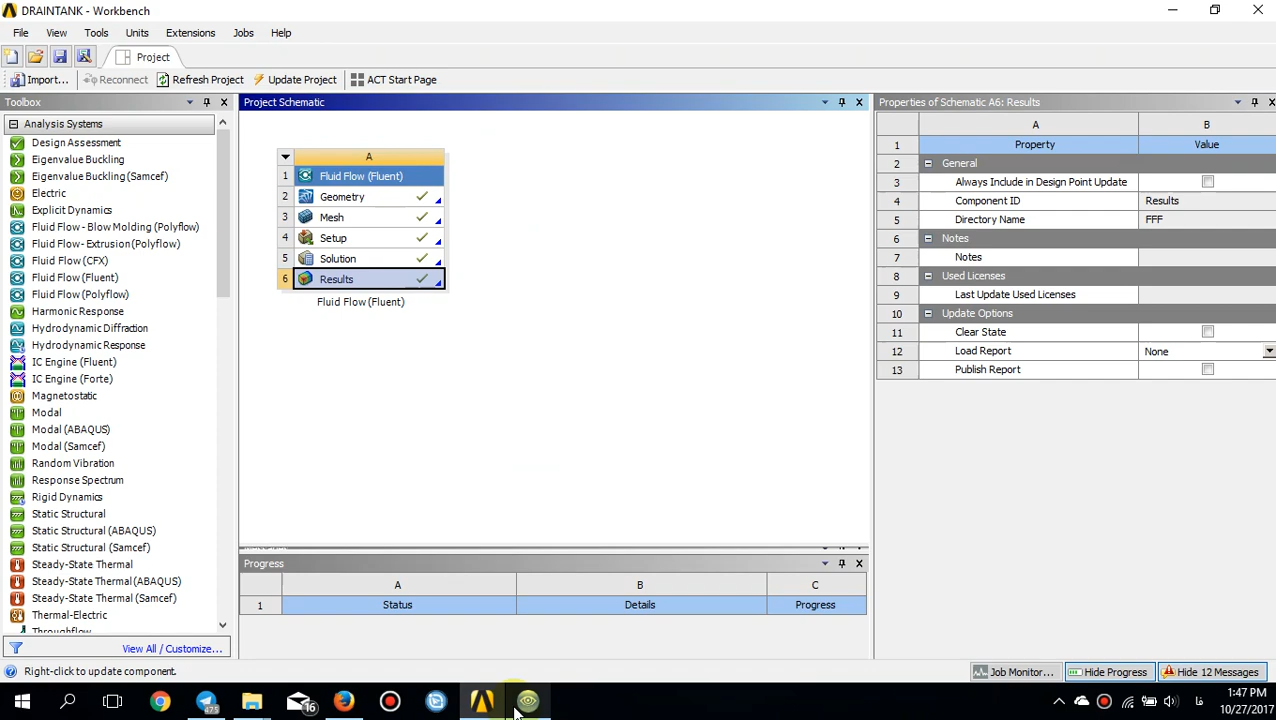 DRAINTANK - Workbench
File View Tools Units Extensions Jobs Help
Project
Import... Reconnect Refresh Project Update Project ACT Start Page
Toolbox
Analysis Systems
Design Assessment
Eigenvalue Buckling
Eigenvalue Buckling (Samcef)
Electric
Explicit Dynamics
Fluid Flow - Blow Molding (Polyflow)
Fluid Flow - Extrusion (Polyflow)
Fluid Flow (CFX)
Fluid Flow (Fluent)
Fluid Flow (Polyflow)
Harmonic Response
Hydrodynamic Diffraction
Hydrodynamic Response
IC Engine (Fluent)
IC Engine (Forte)
Magnetostatic
Modal
Modal (ABAQUS)
Modal (Samcef)
Random Vibration
Response Spectrum
Rigid Dynamics
Static Structural
Static Structural (ABAQUS)
Static Structural (Samcef)
Steady-State Thermal
Steady-State Thermal (ABAQUS)
Steady-State Thermal (Samcef)
Thermal-Electric
Throughflow
View All / Customize...
Project Schematic
A
1 Fluid Flow (Fluent)
2 Geometry
3 Mesh
4 Setup
5 Solution
6 Results
Fluid Flow (Fluent)
Progress
A B C
1 Status Details Progress
Properties of Schematic A6: Results
A B
1 Property Value
2 General
3 Always Include in Design Point Update
4 Component ID Results
5 Directory Name FFF
6 Notes
7 Notes
8 Used Licenses
9 Last Update Used Licenses
10 Update Options
11 Clear State
12 Load Report None
13 Publish Report
Right-click to update component.
Job Monitor... Hide Progress Hide 12 Messages
16
475
1:47 PM
10/27/2017